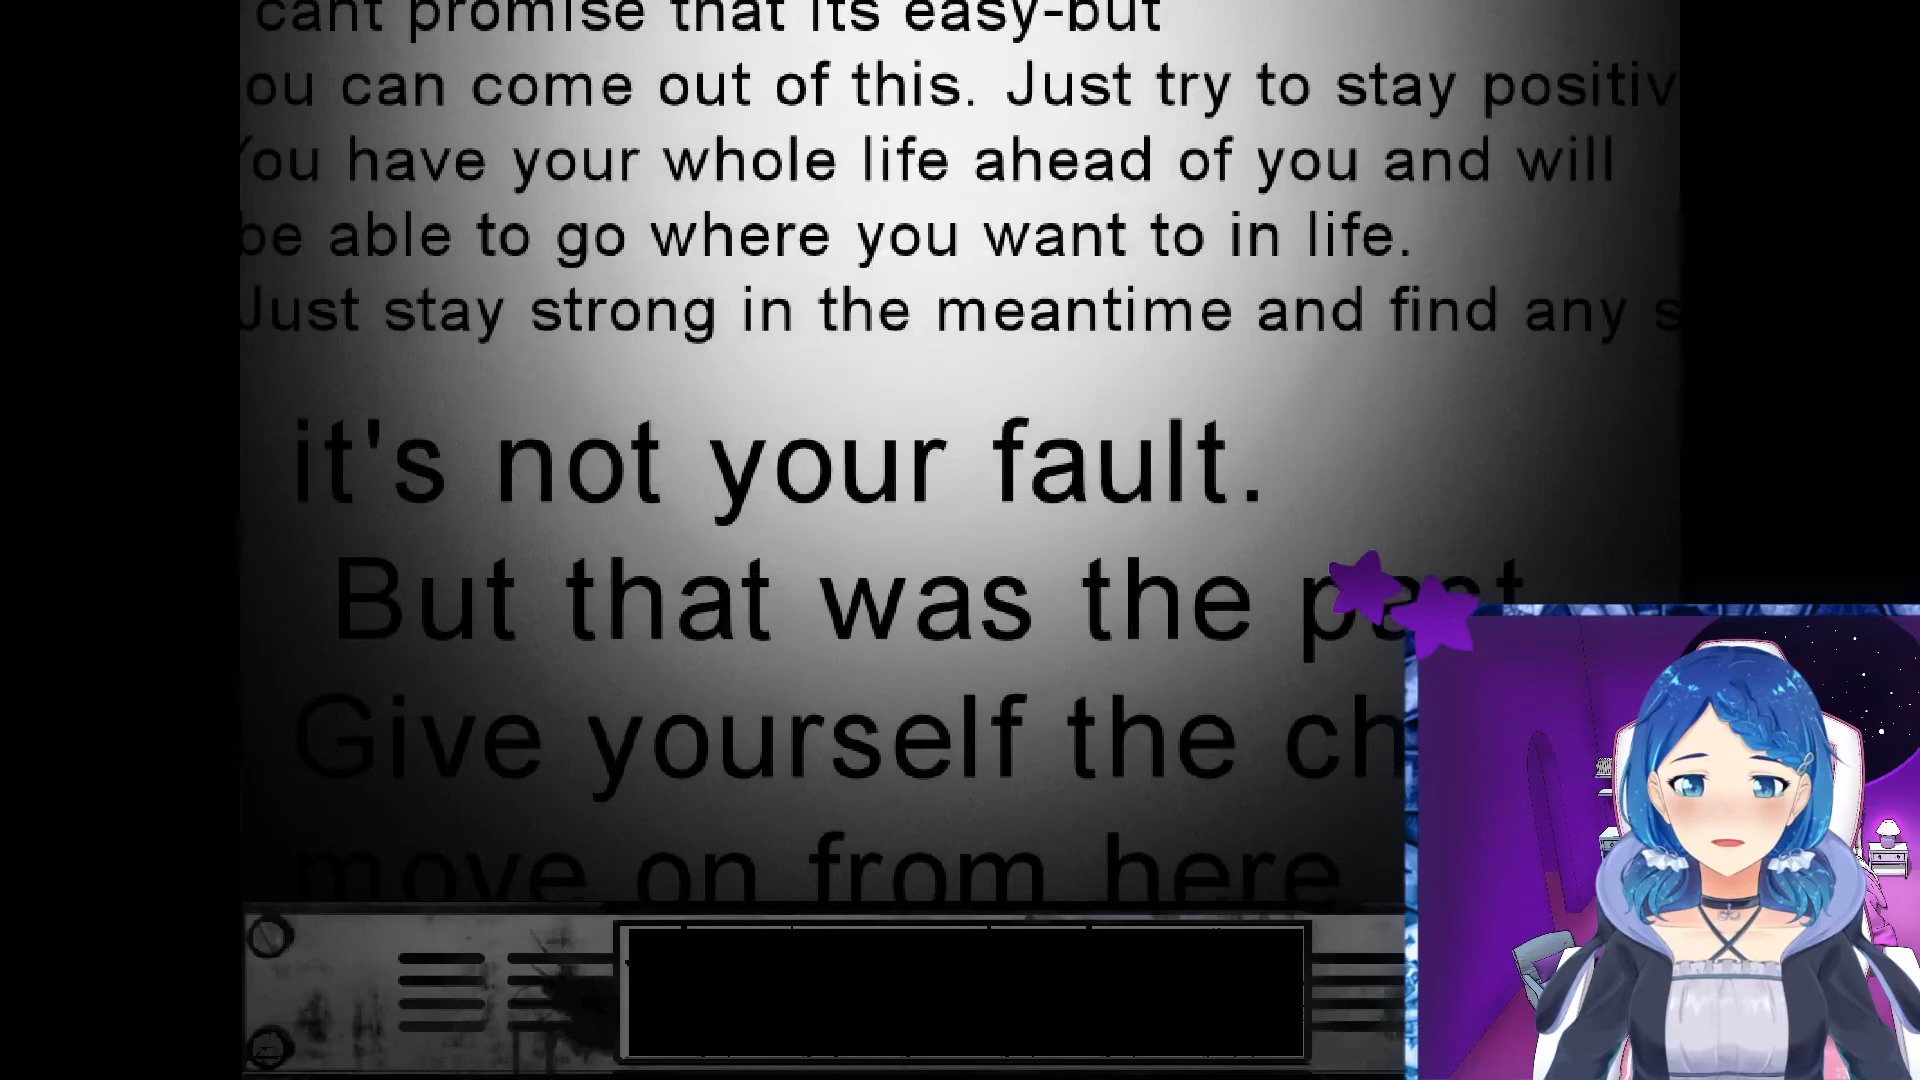 cant promise that its easy-but
ou can come out of this. Just try to stay positiv
You have your whole life ahead of you and will
be able to go where you want to in life.
Just stay strong in the meantime and find any s
it's not your fault.
But that was the past
Give yourself the ch
move on from here